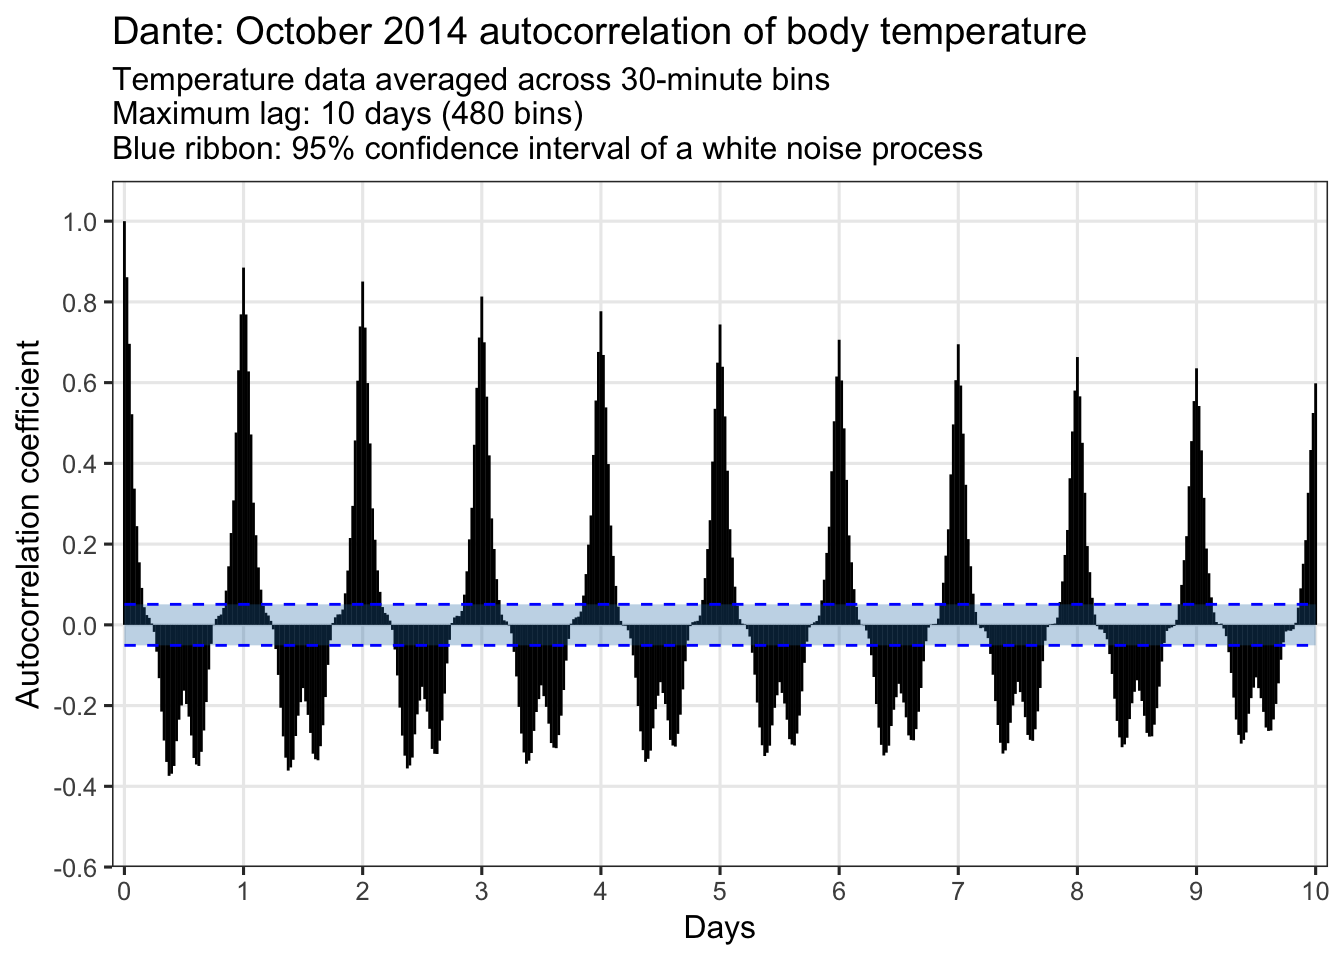 Dante: October 2014 autocorrelation of body temperature
Temperature data averaged across 30-minute bins
Maximum lag: 10 days (480 bins)
Blue ribbon: 95% confidence interval of a white noise process
Autocorrelation coefficient
1.0
0.8
0.6
0.4
0.2
0.0
-0.2
-0.4
-0.6
0 1 2 3 4 5 6 7 8 9 10
Days